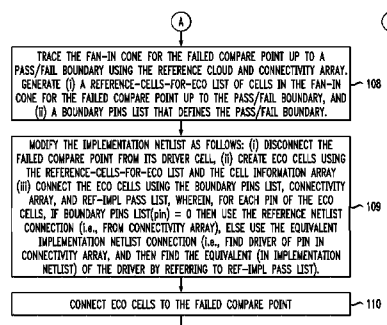 A
TRACE THE FAN-IN CONE FOR THE FAILED COMPARE POINT UP TO A
PASS/FAIL BOUNDARY USING THE REFERENCE CLOUD AND CONNECTIVITY ARRAY.
GENERATE (i) A REFERENCE-CELLS-FOR-ECO LIST OF CELLS IN THE FAN-IN
CONE FOR THE FAILED COMPARE POINT UP TO THE PASS/FAIL BOUNDARY, AND
(ii) A BOUNDARY PINS LIST THAT DEFINES THE PASS/FAIL BOUNDARY.
108
MODIFY THE IMPLEMENTATION NETLIST AS FOLLOWS: (i) DISCONNECT THE
FAILED COMPARE POINT FROM ITS DRIVER CELL, (ii) CREATE ECO CELLS USING
THE REFERENCE-CELLS-FOR-ECO LIST AND THE CELL INFORMATION ARRAY
(iii) CONNECT THE ECO CELLS USING THE BOUNDARY PINS LIST, CONNECTIVITY
ARRAY, AND REF-IMPL PASS LIST, WHEREIN, FOR EACH PIN OF THE ECO
CELLS, IF BOUNDARY PINS LIST(pin) = 0 THEN USE THE REFERENCE NETLIST
CONNECTION (i.e., FROM CONNECTIVITY ARRAY), ELSE USE THE EQUIVALENT
IMPLEMENTATION NETLIST CONNECTION (i.e., FIND DRIVER OF PIN IN
CONNECTIVITY ARRAY, AND THEN FIND THE EQUIVALENT (IN IMPLEMENTATION
NETLIST) OF THE DRIVER BY REFERRING TO REF-IMPL PASS LIST).
109
CONNECT ECO CELLS TO THE FAILED COMPARE POINT
110